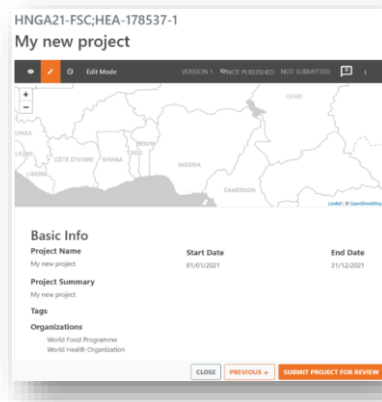 HNGA21-FSC;HEA-178537-1
My new project
Edit Mode VERSION 1 NOT PUBLISHED NOT SUBMITTED
+
−
CHAD
CÔTE D'IVOIRE GHANA TOGO BENIN NIGERIA
LIBERIA
CAMEROON
Leaflet | © OpenStreetMap
Basic Info
Project Name Start Date End Date
My new project 01/01/2021 31/12/2021
Project Summary
My new project
Tags
Organizations
World Food Programme
World Health Organization
CLOSE PREVIOUS SUBMIT PROJECT FOR REVIEW